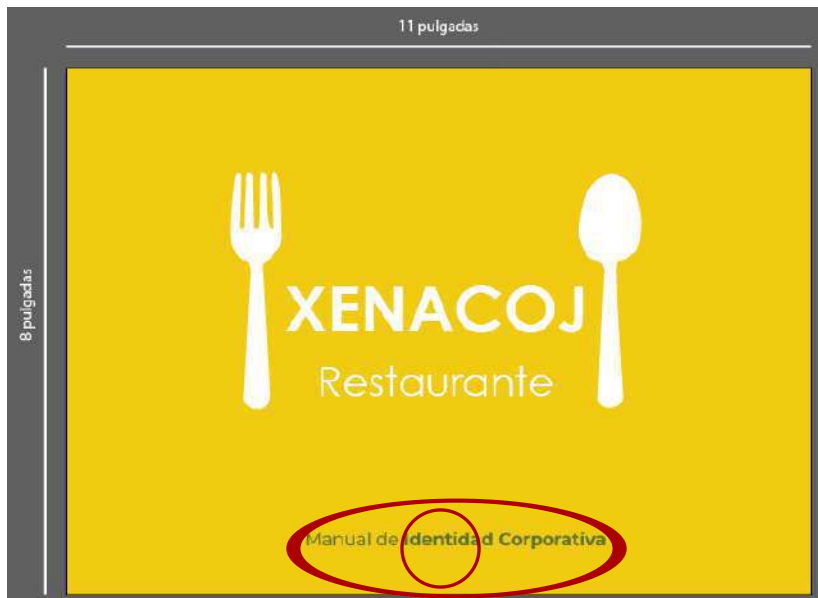 11 pulgadas
8 pulgadas
XENACOJ
Restaurante
Manual de Identidad Corporativa